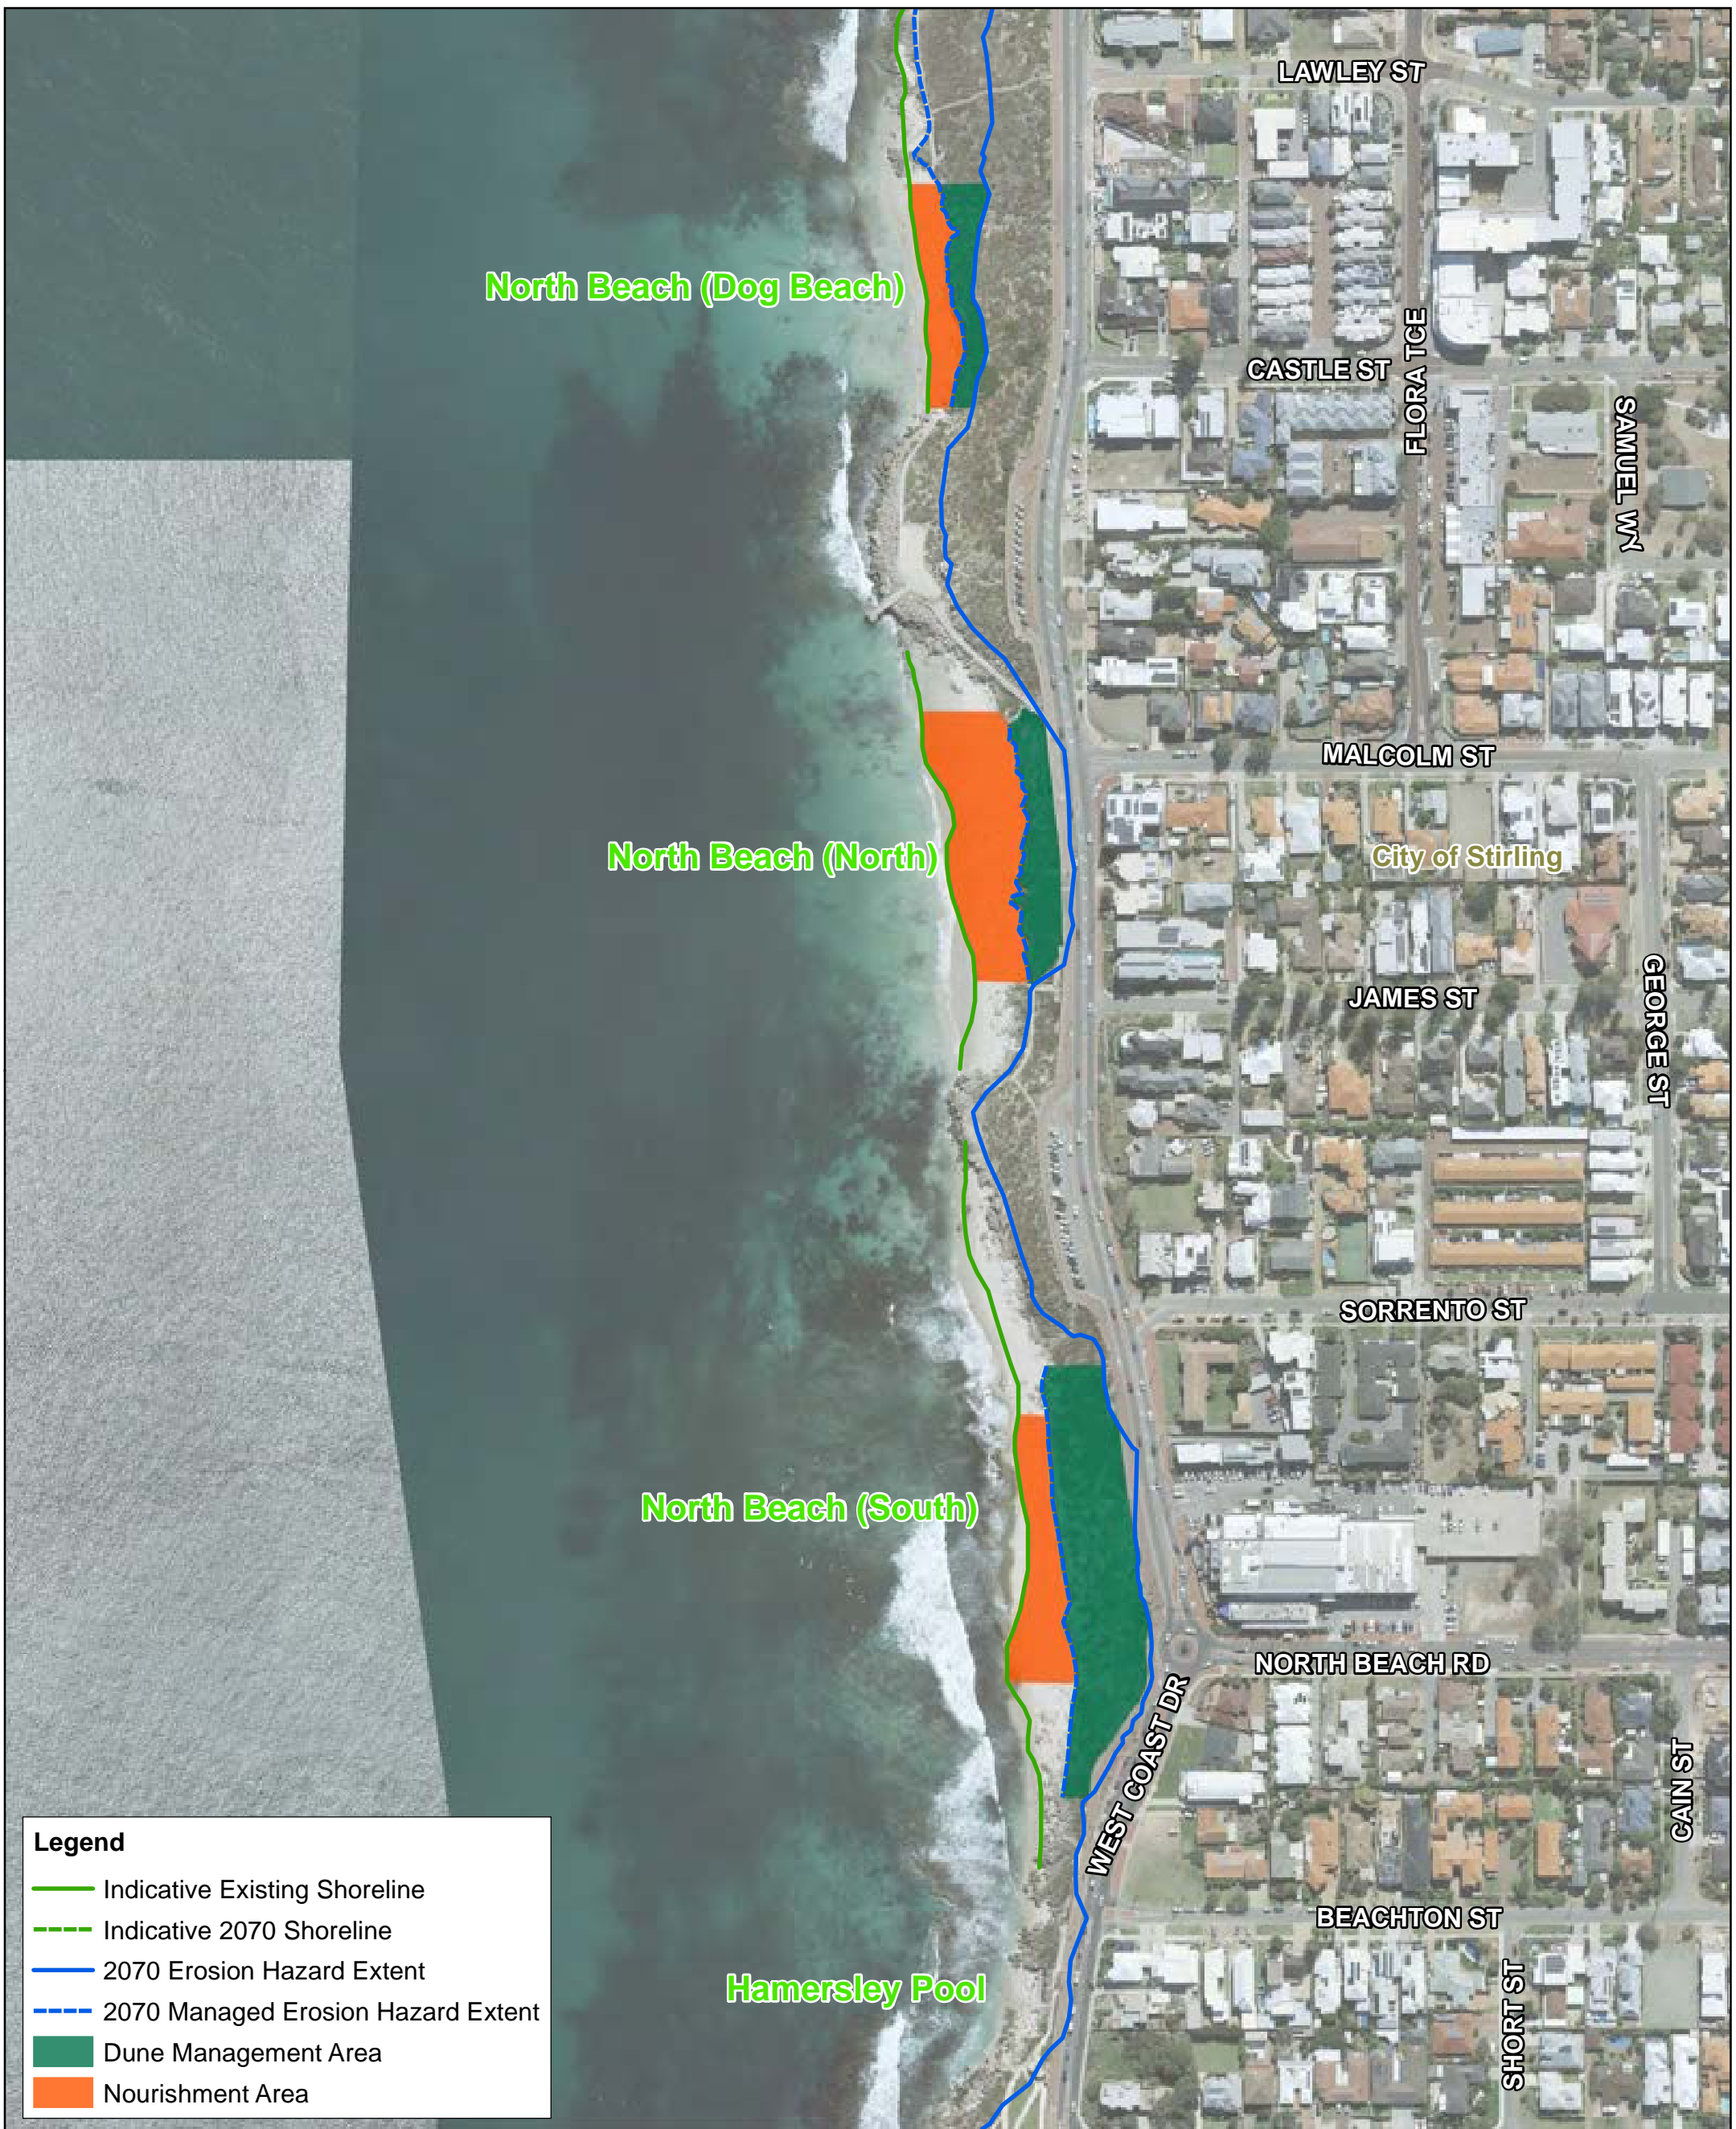 LAWLEY ST
North Beach (Dog Beach)
CASTLE ST
FLORA TCE
SAMUEL WY
MALCOLM ST
North Beach (North)
City of Stirling
JAMES ST
GEORGE ST
SORRENTO ST
North Beach (South)
NORTH BEACH RD
WEST COAST DR
CAIN ST
BEACHTON ST
Hamersley Pool
SHORT ST
Legend
Indicative Existing Shoreline
Indicative 2070 Shoreline
2070 Erosion Hazard Extent
2070 Managed Erosion Hazard Extent
Dune Management Area
Nourishment Area